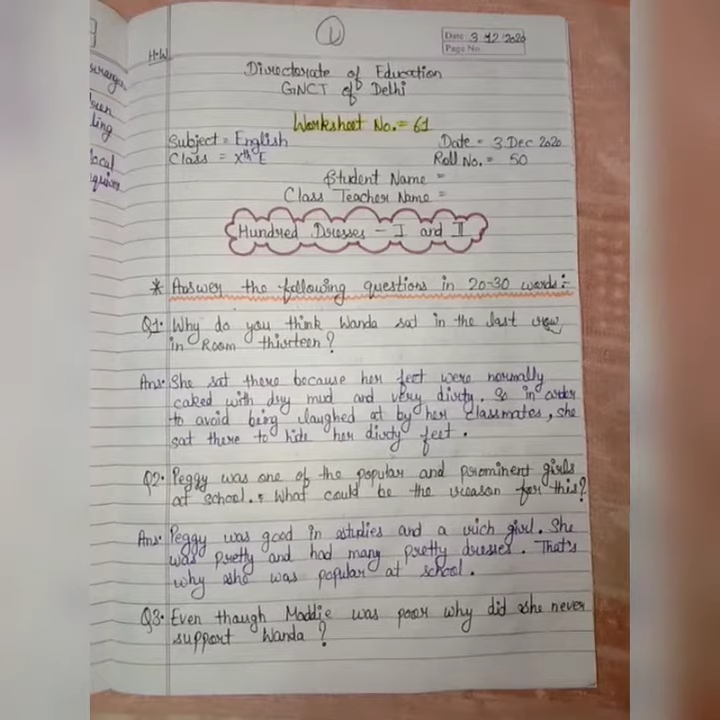 1
H.W
Date 3 12 2020
Page No
Directorate of Education
GNCT of Delhi
Worksheet No.= 61
Subject = English
Date = 3 Dec 2020
Class = Xth E
Roll No. = 50
Student Name =
Class Teacher Name =
Hundred Dresses - I and II
* Answer the following questions in 20-30 words:-
Q1. Why do you think Wanda sat in the last row
in Room thirteen?
Ans: She sat there because her feet were normally
caked with dry mud and very dirty. So in order
to avoid being laughed at by her classmates, she
sat there to hide her dirty feet.
Q2. Peggy was one of the popular and prominent girls
at school. What could be the reason for this?
Ans: Peggy was good in studies and a rich girl. She
was pretty and had many pretty dresses. That's
why she was popular at school.
Q3. Even though Maddie was poor why did she never
support Wanda?
ling
local